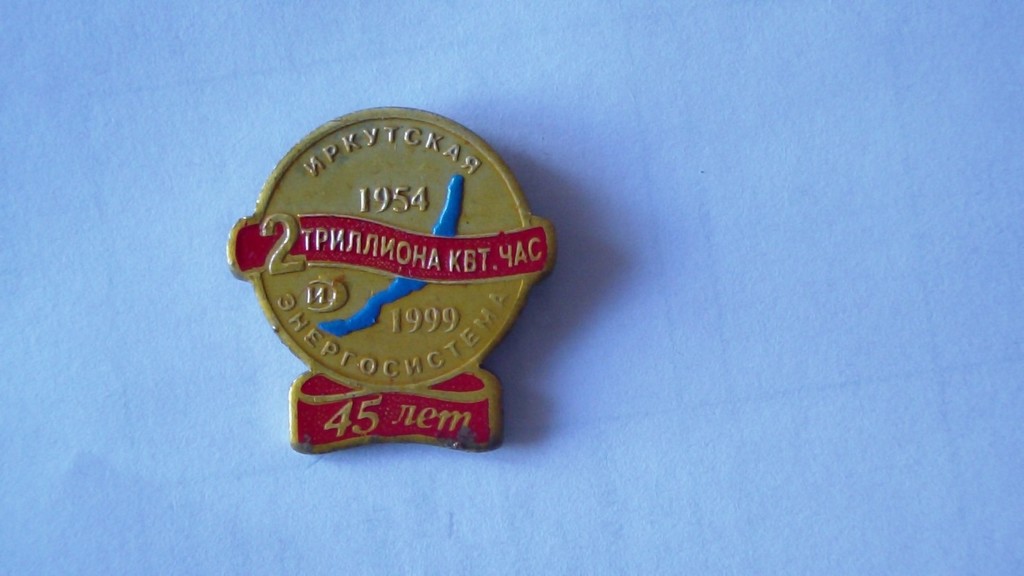 ИРКУТСКАЯ
1954
2 ТРИЛЛИОНА КВТ.ЧАС
1999
ЭНЕРГОСИСТЕМА
45 лет